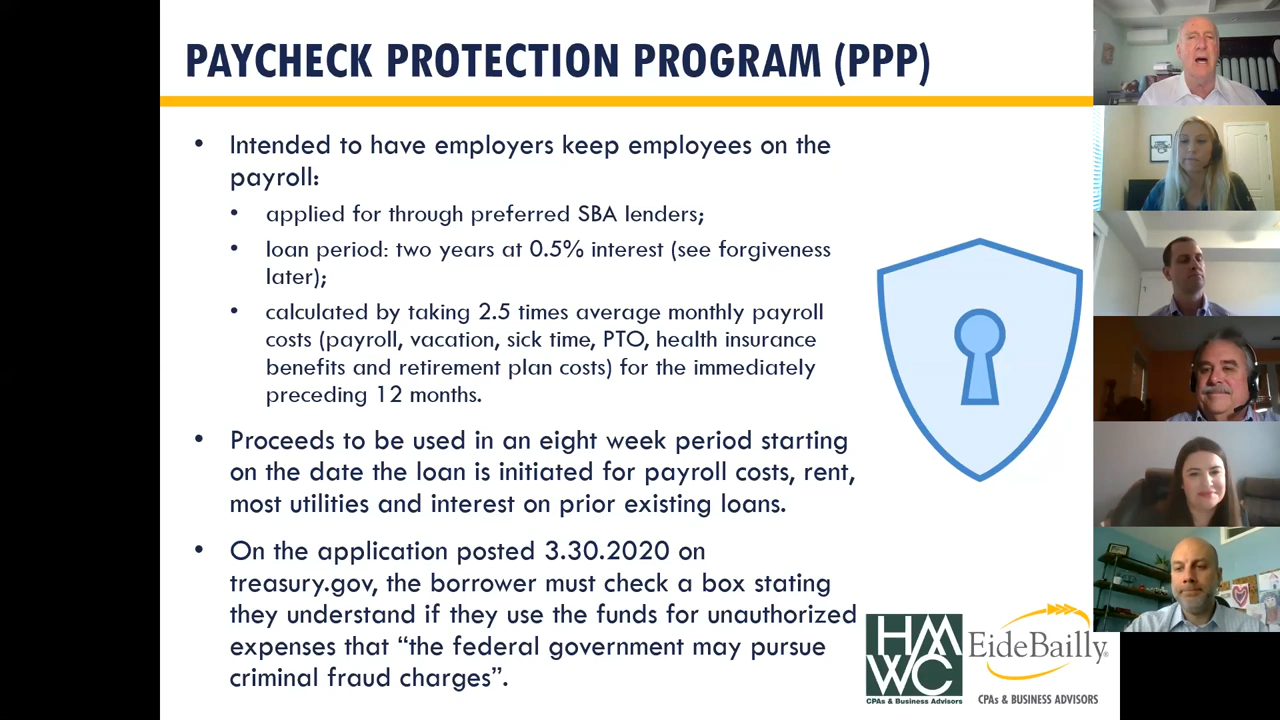 PAYCHECK PROTECTION PROGRAM (PPP)
• Intended to have employers keep employees on the
payroll:
• applied for through preferred SBA lenders;
• loan period: two years at 0.5% interest (see forgiveness
later);
• calculated by taking 2.5 times average monthly payroll
costs (payroll, vacation, sick time, PTO, health insurance
benefits and retirement plan costs) for the immediately
preceding 12 months.
• Proceeds to be used in an eight week period starting
on the date the loan is initiated for payroll costs, rent,
most utilities and interest on prior existing loans.
• On the application posted 3.30.2020 on
treasury.gov, the borrower must check a box stating
they understand if they use the funds for unauthorized
expenses that “the federal government may pursue
criminal fraud charges”.
HM
WC
CPAs & Business Advisors
EideBailly®
CPAs & BUSINESS ADVISORS